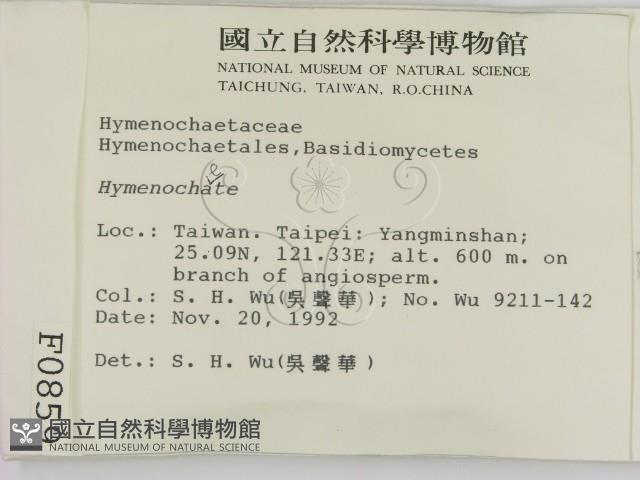 國立自然科學博物館
NATIONAL MUSEUM OF NATURAL SCIENCE
TAICHUNG, TAIWAN, R.O.CHINA
Hymenochaetaceae
Hymenochaetales,Basidiomycetes
Hymenochate
Loc.: Taiwan. Taipei: Yangminshan;
25.09N, 121.33E; alt. 600 m. on
branch of angiosperm.
Col.: S. H. Wu(吳聲華); No. Wu 9211-142
Date: Nov. 20, 1992
Det.: S. H. Wu(吳聲華)
國立自然科學博物館
NATIONAL MUSEUM OF NATURAL SCIENCE